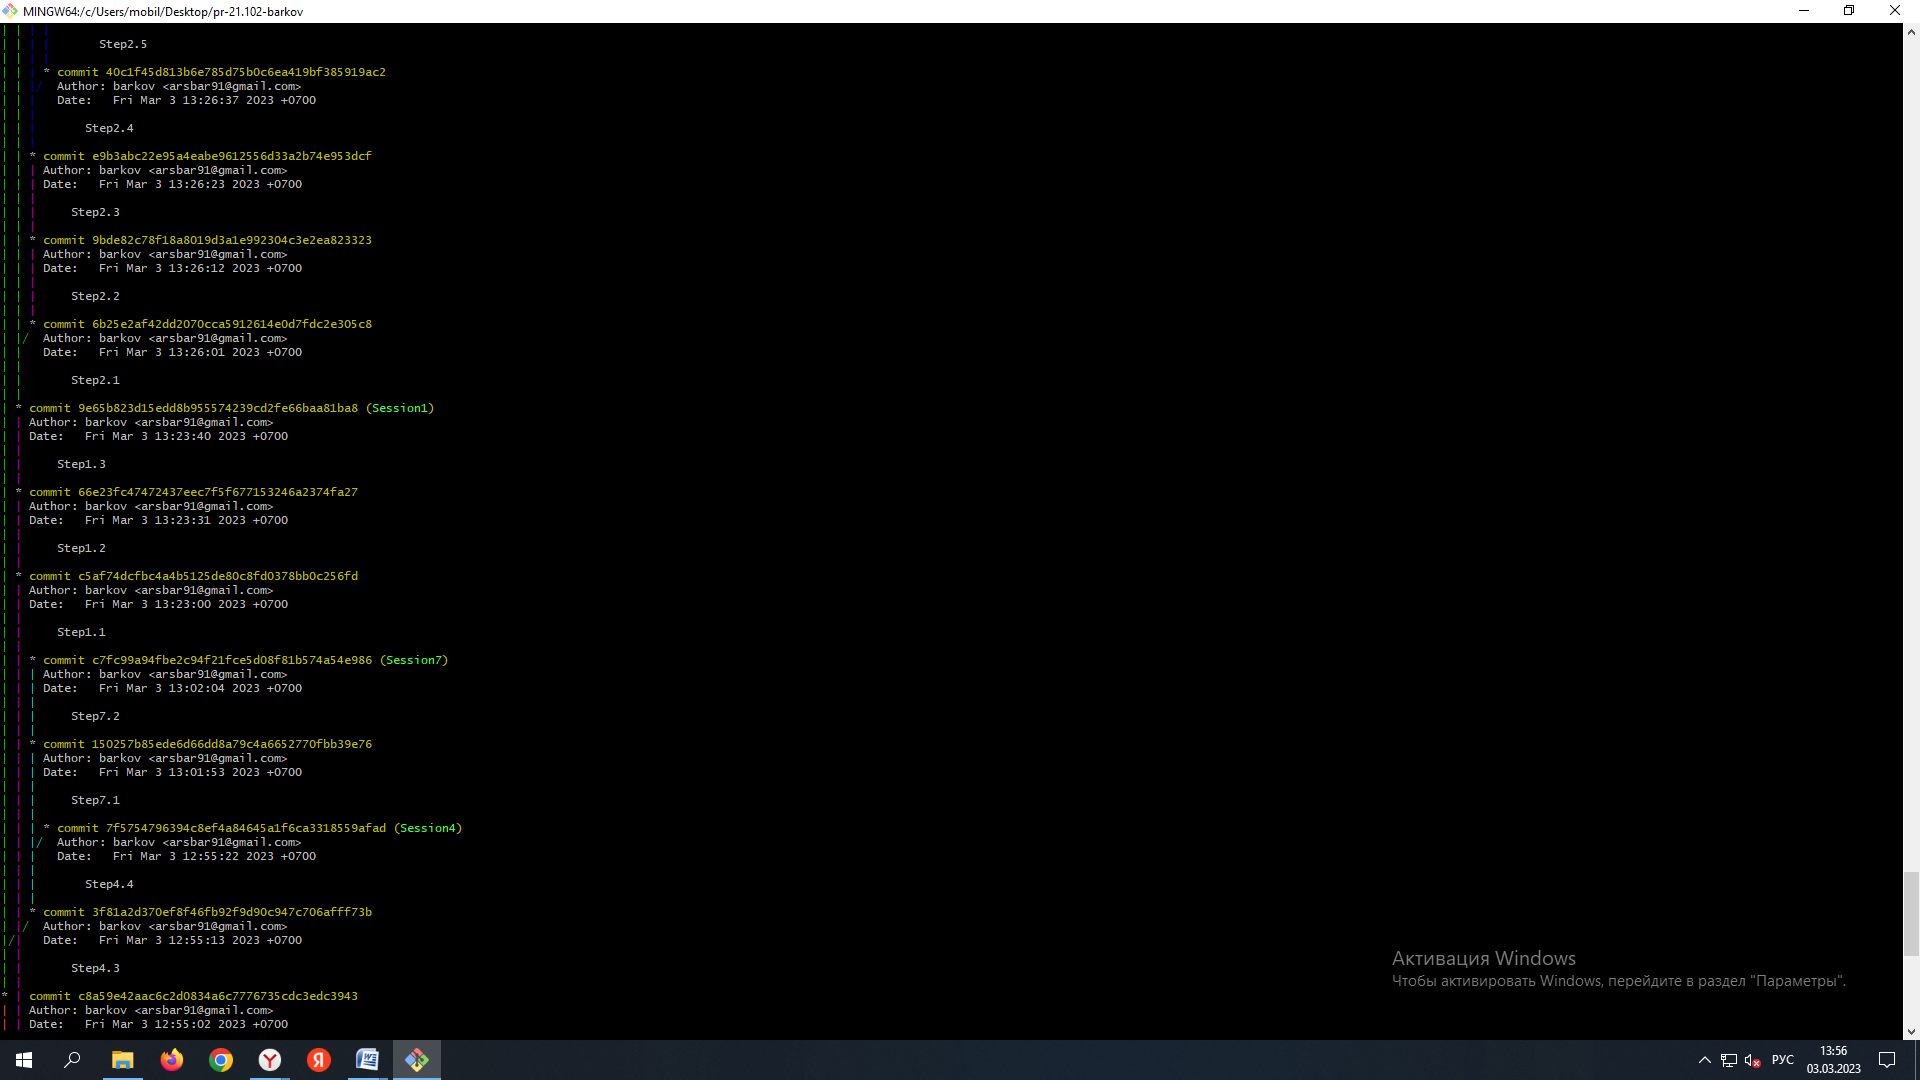 MINGW64:/c/Users/mobil/Desktop/pr-21.102-barkov
Step2.5
* commit 40c1f45d813b6e785d75b0c6ea419bf385919ac2
Author: barkov <arsbar91@gmail.com>
Date: Fri Mar 3 13:26:37 2023 +0700
Step2.4
* commit e9b3abc22e95a4eabe9612556d33a2b74e953dcf
Author: barkov <arsbar91@gmail.com>
Date: Fri Mar 3 13:26:23 2023 +0700
Step2.3
* commit 9bde82c78f18a8019d3a1e992304c3e2ea823323
Author: barkov <arsbar91@gmail.com>
Date: Fri Mar 3 13:26:12 2023 +0700
Step2.2
* commit 6b25e2af42dd2070cca5912614e0d7fdc2e305c8
Author: barkov <arsbar91@gmail.com>
Date: Fri Mar 3 13:26:01 2023 +0700
Step2.1
* commit 9e65b823d15edd8b955574239cd2fe66baa81ba8 (Session1)
Author: barkov <arsbar91@gmail.com>
Date: Fri Mar 3 13:23:40 2023 +0700
Step1.3
* commit 66e23fc47472437eec7f5f677153246a2374fa27
Author: barkov <arsbar91@gmail.com>
Date: Fri Mar 3 13:23:31 2023 +0700
Step1.2
* commit c5af74dcfbc4a4b5125de80c8fd0378bb0c256fd
Author: barkov <arsbar91@gmail.com>
Date: Fri Mar 3 13:23:00 2023 +0700
Step1.1
* commit c7fc99a94fbe2c94f21fce5d08f81b574a54e986 (Session7)
Author: barkov <arsbar91@gmail.com>
Date: Fri Mar 3 13:02:04 2023 +0700
Step7.2
* commit 150257b85ede6d66dd8a79c4a6652770fbb39e76
Author: barkov <arsbar91@gmail.com>
Date: Fri Mar 3 13:01:53 2023 +0700
Step7.1
* commit 7f5754796394c8ef4a84645a1f6ca3318559afad (Session4)
Author: barkov <arsbar91@gmail.com>
Date: Fri Mar 3 12:55:22 2023 +0700
Step4.4
* commit 3f81a2d370ef8f46fb92f9d90c947c706afff73b
Author: barkov <arsbar91@gmail.com>
Date: Fri Mar 3 12:55:13 2023 +0700
Step4.3
* commit c8a59e42aac6c2d0834a6c7776735cdc3edc3943
Author: barkov <arsbar91@gmail.com>
Date: Fri Mar 3 12:55:02 2023 +0700
Активация Windows
Чтобы активировать Windows, перейдите в раздел "Параметры".
РУС
13:56
03.03.2023